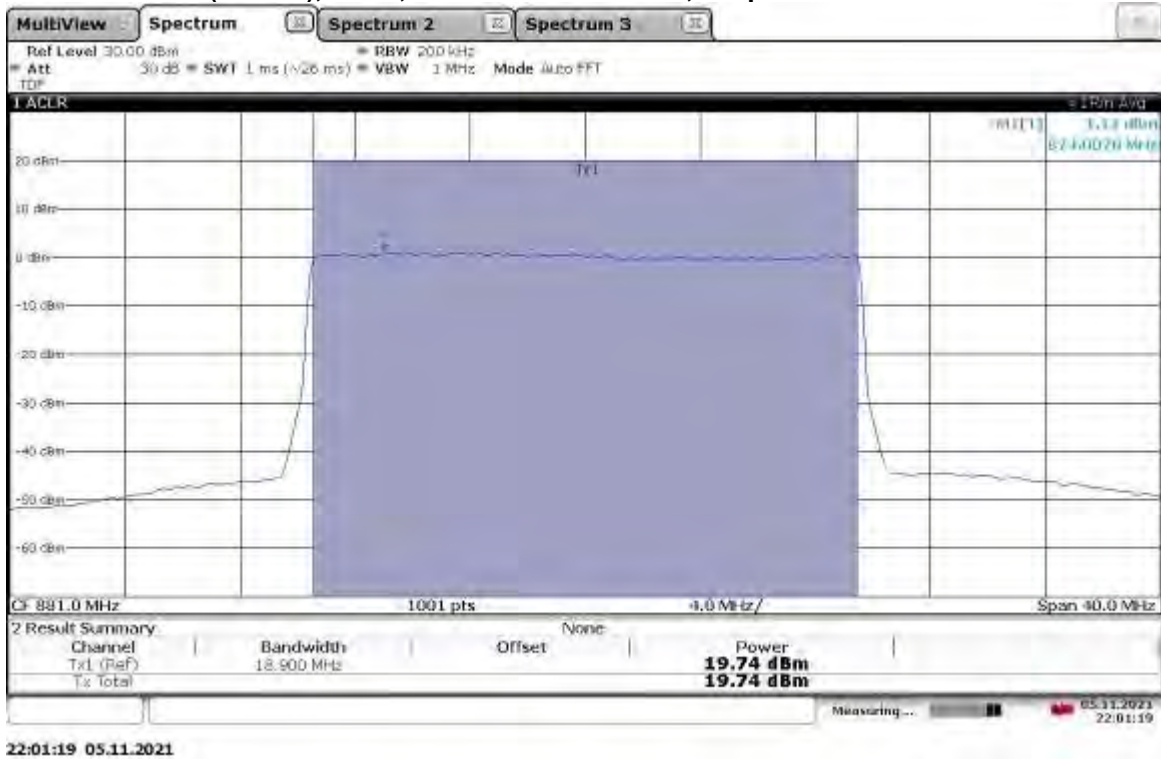 MultiView Spectrum Spectrum 2 Spectrum 3
Ref Level 30.00 dBm RBW 200 kHz
Att 30 dB SWT 1 ms (~26 ms) VBW 1 MHz Mode Auto FFT
TDF
1 ACLR 1Rm Avg
M1[1]
MHz
20 dBm
Tx1
10 dBm
0 dBm
-10 dBm
-20 dBm
-30 dBm
-40 dBm
-50 dBm
-60 dBm
CF 881.0 MHz 1001 pts 4.0 MHz/ Span 40.0 MHz
2 Result Summary None
Channel Bandwidth Offset Power
Tx1 (Ref) 18.900 MHz 19.74 dBm
Tx Total 19.74 dBm
Measuring... 05.11.2021
22:01:19
22:01:19 05.11.2021